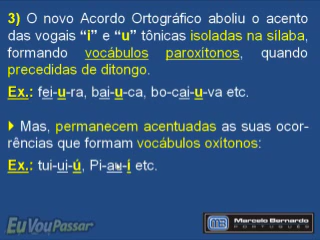 3) O novo Acordo Ortográfico aboliu o acento
das vogais “i” e “u” tônicas isoladas na sílaba,
formando vocábulos paroxítonos, quando
precedidas de ditongo.
Ex.: fei-u-ra, bai-u-ca, bo-cai-u-va etc.
Mas, permanecem acentuadas as suas ocor-
rências que formam vocábulos oxítonos:
Ex.: tui-ui-ú, Pi-au-í etc.
EuVouPassar
Marcelo Bernardo
PORTUGUÊS